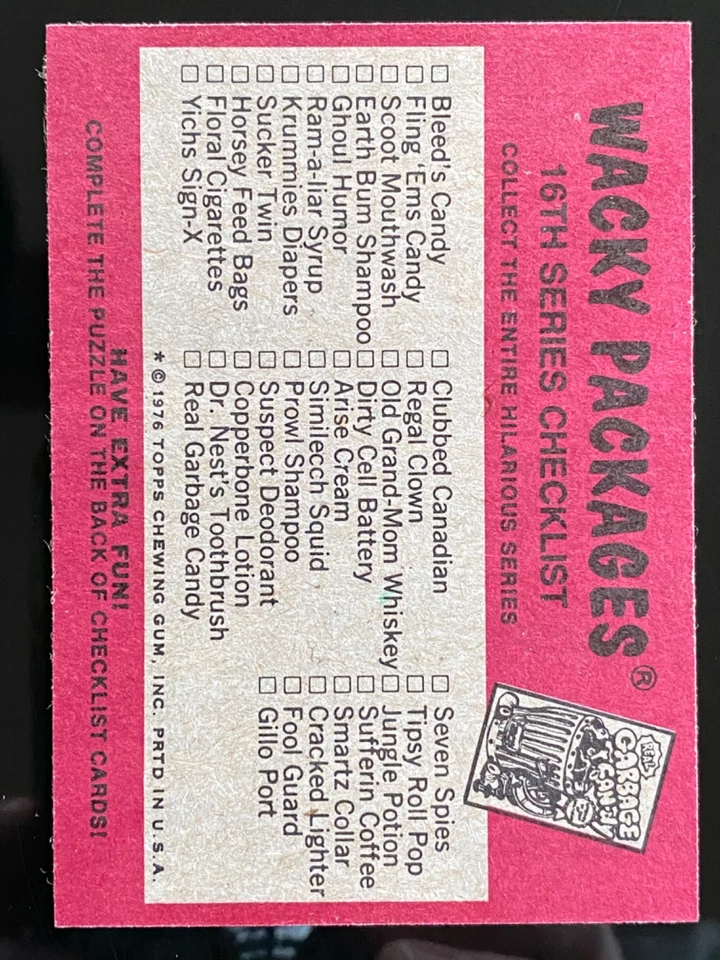 WACKY PACKAGES®
16TH SERIES CHECKLIST
COLLECT THE ENTIRE HILARIOUS SERIES
REAL
GARBAGE
CANDY
Bleed's Candy
Fling 'Ems Candy
Scoot Mouthwash
Earth Bum Shampoo
Ghoul Humor
Ram-a-liar Syrup
Krummies Diapers
Sucker Twin
Horsey Feed Bags
Floral Cigarettes
Yichs Sign-X
Clubbed Canadian
Regal Clown
Old Grand-Mom Whiskey
Dirty Cell Battery
Arise Cream
Similecch Squid
Prowl Shampoo
Suspect Deodorant
Copperbone Lotion
Dr. Nest's Toothbrush
Real Garbage Candy
Seven Spies
Tipsy Roll Pop
Jungle Potion
Sufferin Coffee
Smartz Collar
Cracked Lighter
Fool Guard
Gillo Port
* © 1976 TOPPS CHEWING GUM, INC. PRTD IN U.S.A.
HAVE EXTRA FUN!
COMPLETE THE PUZZLE ON THE BACK OF CHECKLIST CARDS!